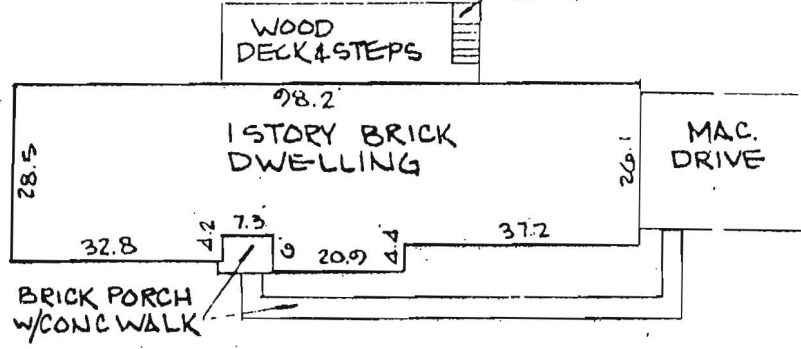 WOOD
DECK & STEPS
98.2
1 STORY BRICK
DWELLING
MAC.
DRIVE
28.5
26.1
32.8
4.2
7.3
6
20.9
4.4
37.2
BRICK PORCH
W/CONC WALK